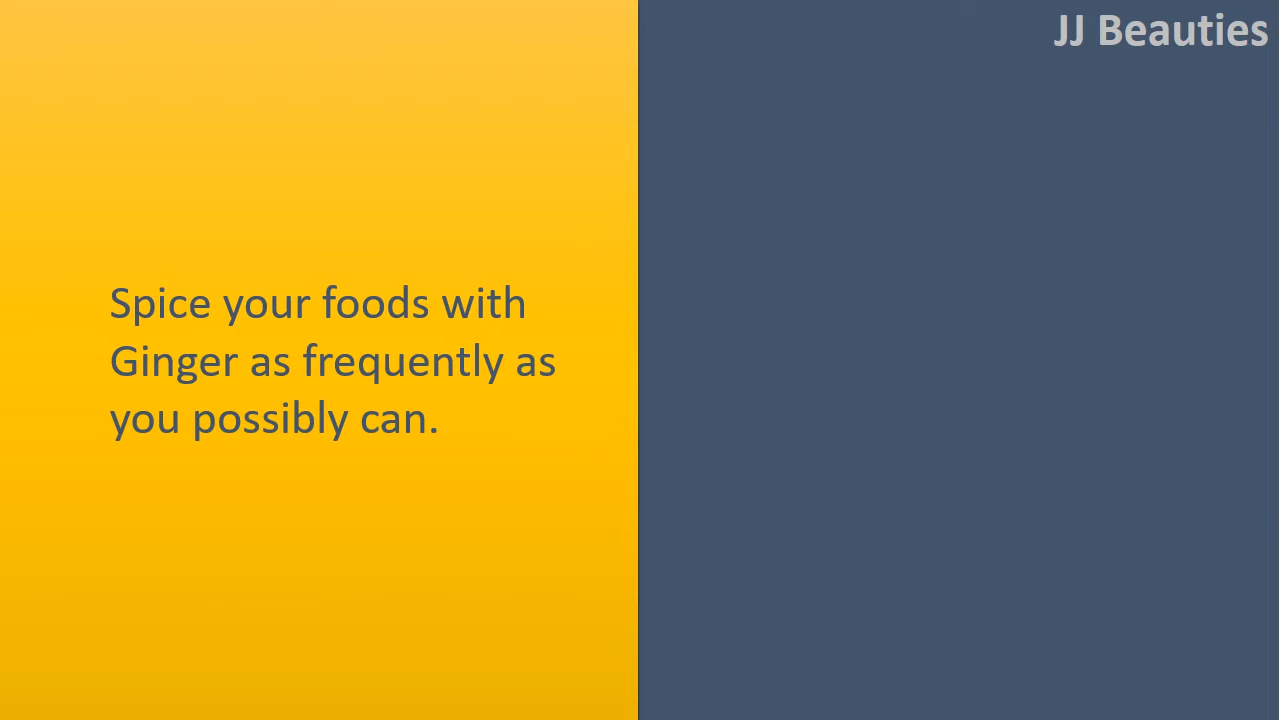 JJ Beauties
Spice your foods with
Ginger as frequently as
you possibly can.